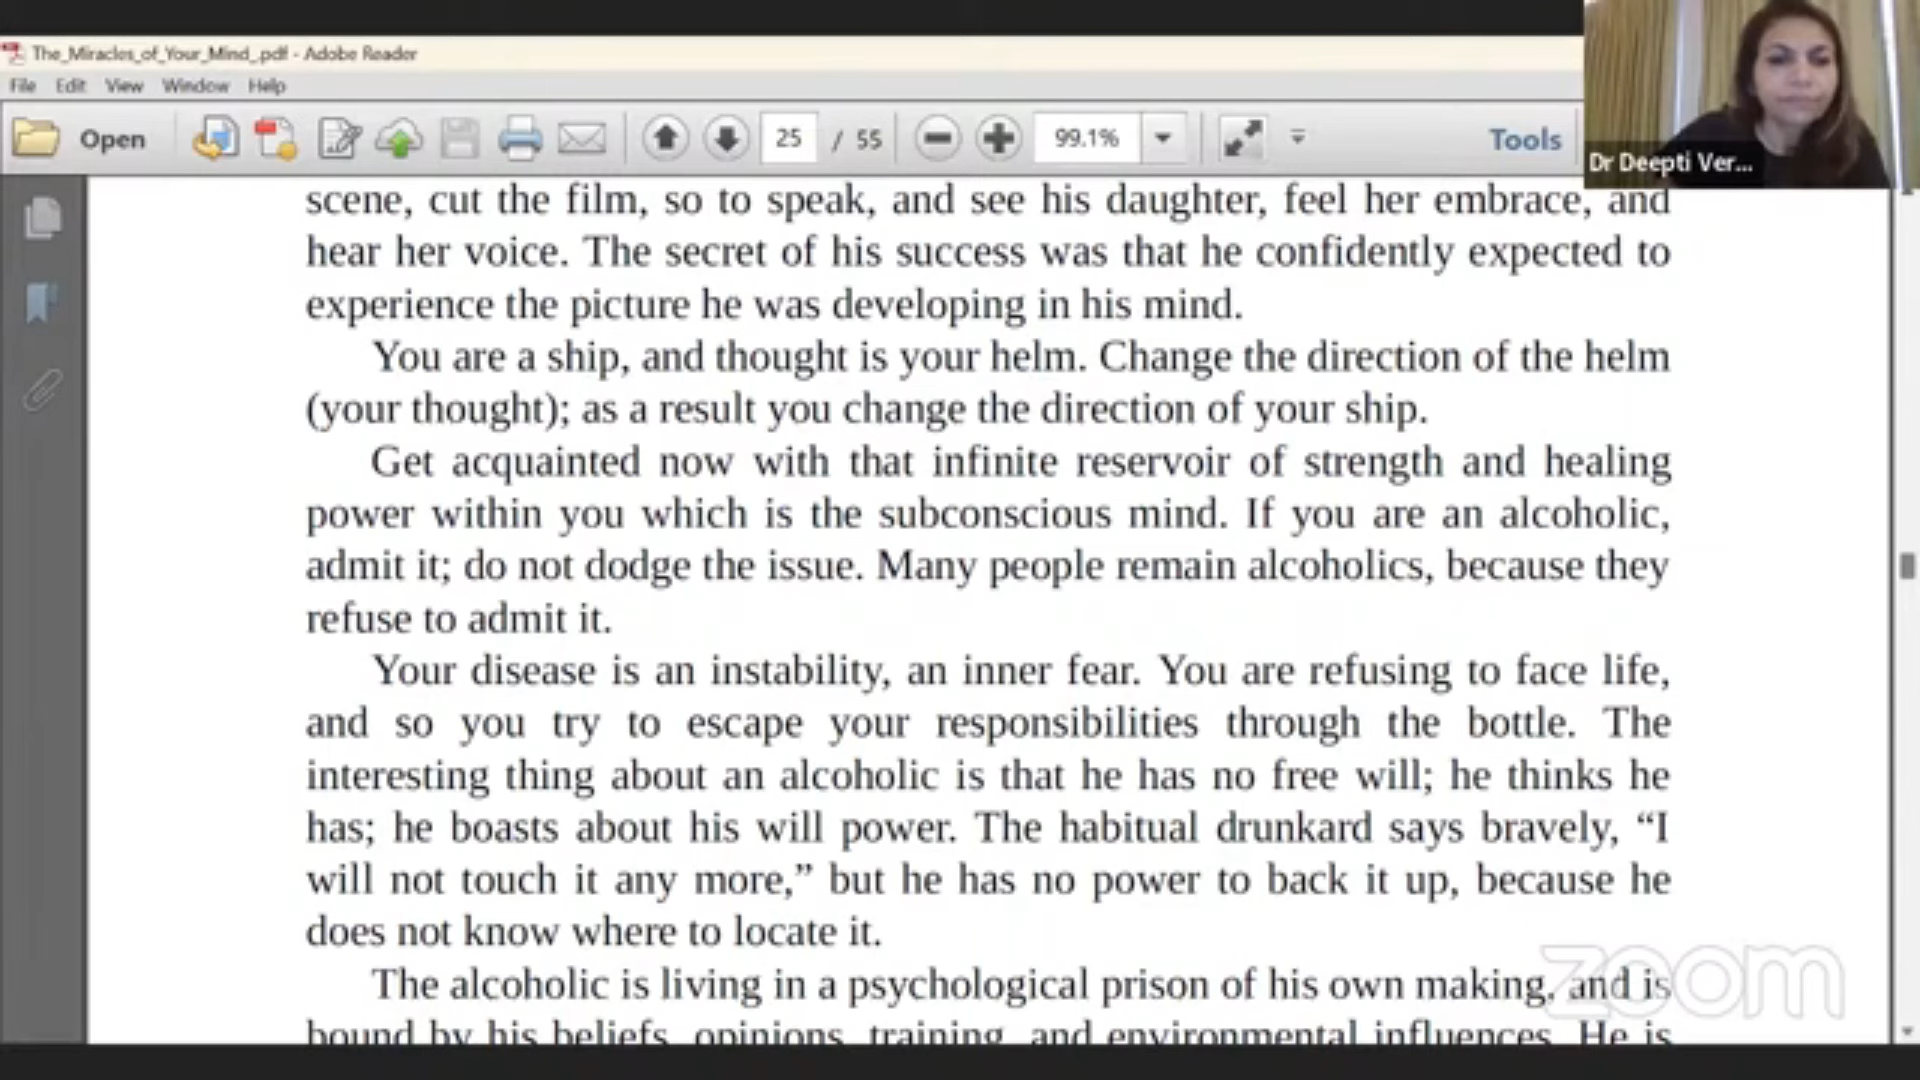 The_Miracles_of_Your_Mind_.pdf - Adobe Reader
File Edit View Window Help
Open 25 / 55 99.1% Tools
Dr Deepti Ver...
scene, cut the film, so to speak, and see his daughter, feel her embrace, and
hear her voice. The secret of his success was that he confidently expected to
experience the picture he was developing in his mind.
You are a ship, and thought is your helm. Change the direction of the helm
(your thought); as a result you change the direction of your ship.
Get acquainted now with that infinite reservoir of strength and healing
power within you which is the subconscious mind. If you are an alcoholic,
admit it; do not dodge the issue. Many people remain alcoholics, because they
refuse to admit it.
Your disease is an instability, an inner fear. You are refusing to face life,
and so you try to escape your responsibilities through the bottle. The
interesting thing about an alcoholic is that he has no free will; he thinks he
has; he boasts about his will power. The habitual drunkard says bravely, “I
will not touch it any more,” but he has no power to back it up, because he
does not know where to locate it.
The alcoholic is living in a psychological prison of his own making, and is
bound by his beliefs, opinions, training, and environmental influences. He is
zoom